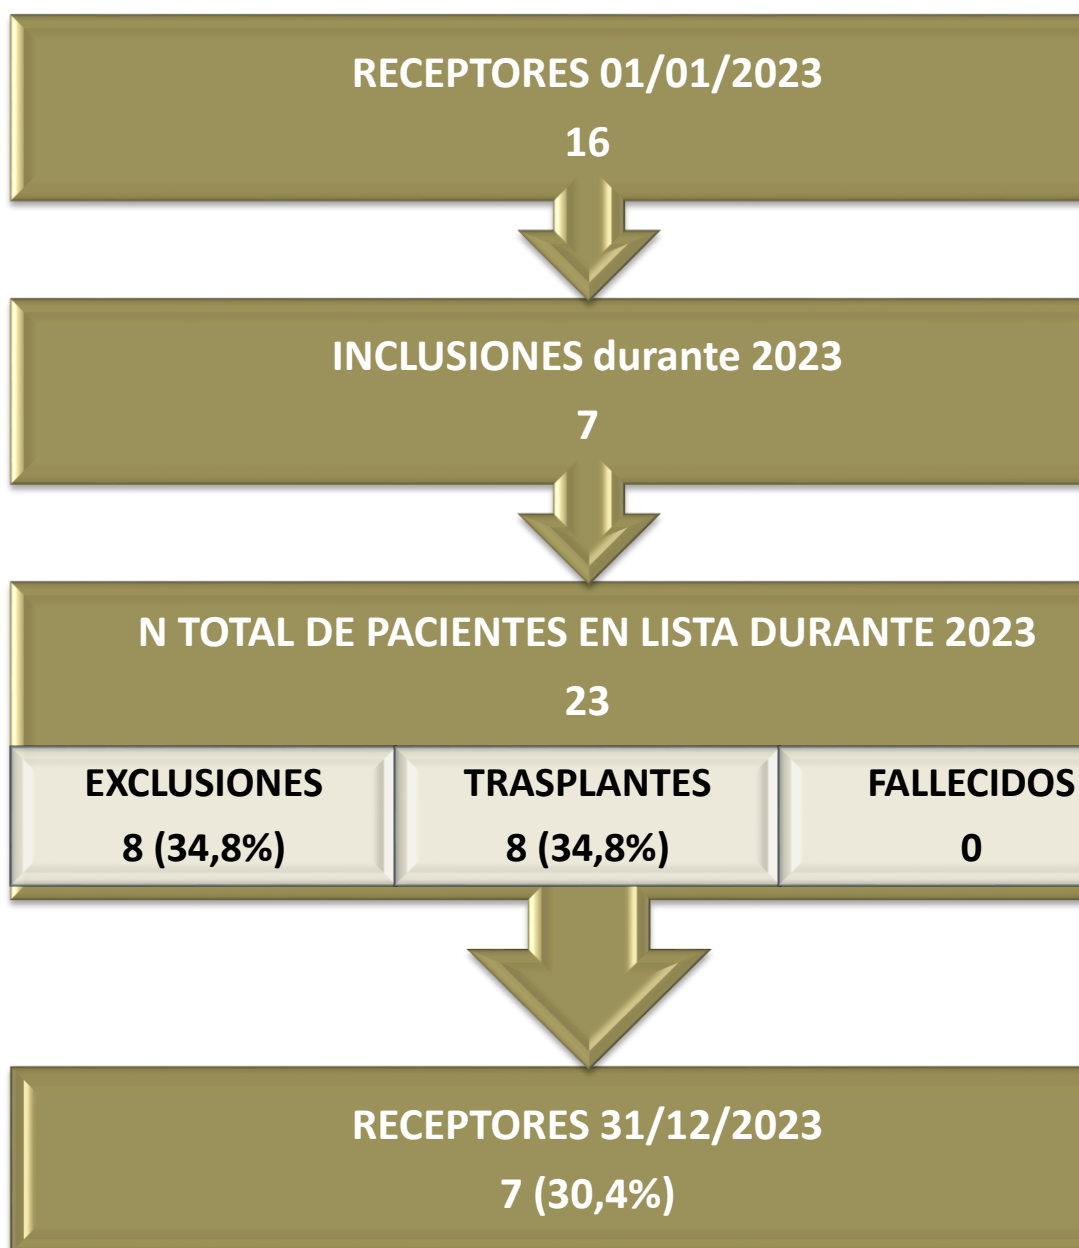 RECEPTORES 01/01/2023
16
INCLUSIONES durante 2023
7
N TOTAL DE PACIENTES EN LISTA DURANTE 2023
23
EXCLUSIONES
8 (34,8%)
TRASPLANTES
8 (34,8%)
FALLECIDOS
0
RECEPTORES 31/12/2023
7 (30,4%)